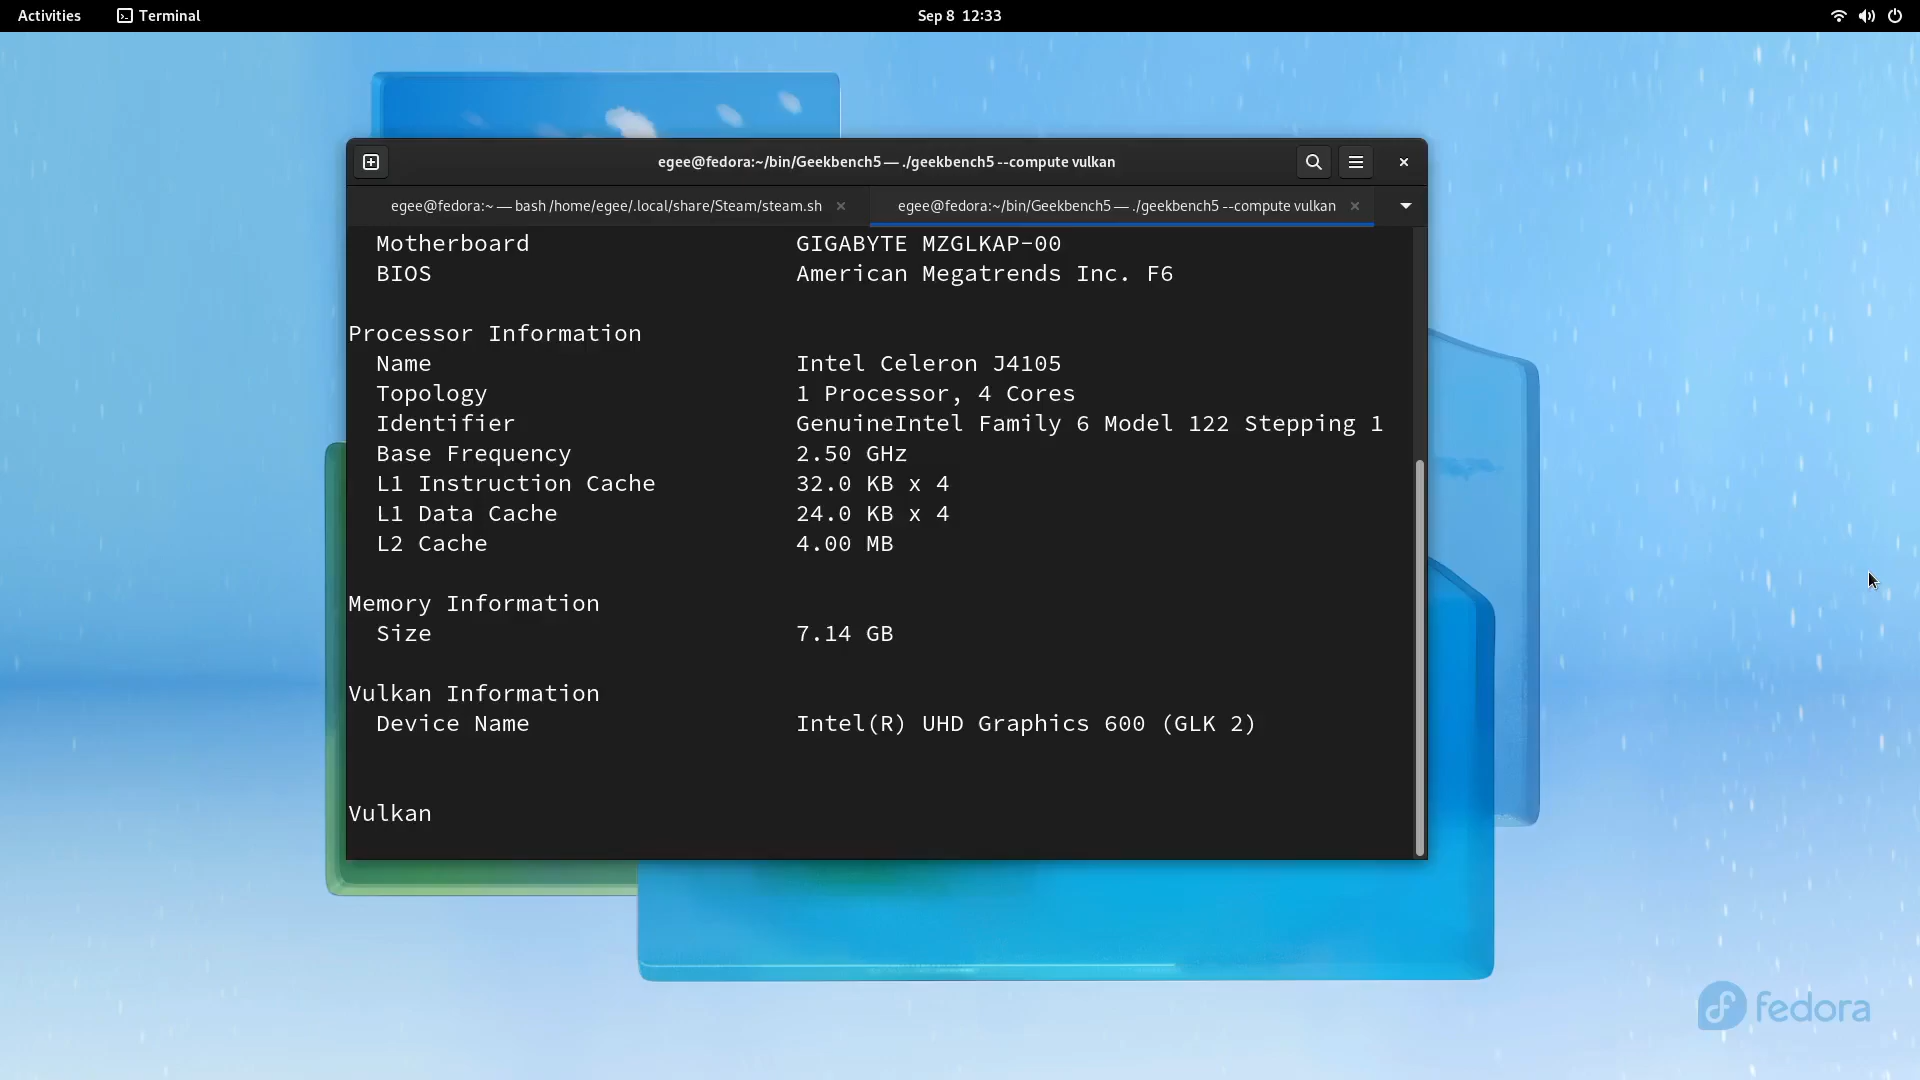 Activities
Terminal
Sep 8 12:33
egee@fedora:~/bin/Geekbench5 — ./geekbench5 --compute vulkan
egee@fedora:~ — bash /home/egee/.local/share/Steam/steam.sh
egee@fedora:~/bin/Geekbench5 — ./geekbench5 --compute vulkan
Motherboard GIGABYTE MZGLKAP-00
BIOS American Megatrends Inc. F6
Processor Information
Name Intel Celeron J4105
Topology 1 Processor, 4 Cores
Identifier GenuineIntel Family 6 Model 122 Stepping 1
Base Frequency 2.50 GHz
L1 Instruction Cache 32.0 KB x 4
L1 Data Cache 24.0 KB x 4
L2 Cache 4.00 MB
Memory Information
Size 7.14 GB
Vulkan Information
Device Name Intel(R) UHD Graphics 600 (GLK 2)
Vulkan
fedora